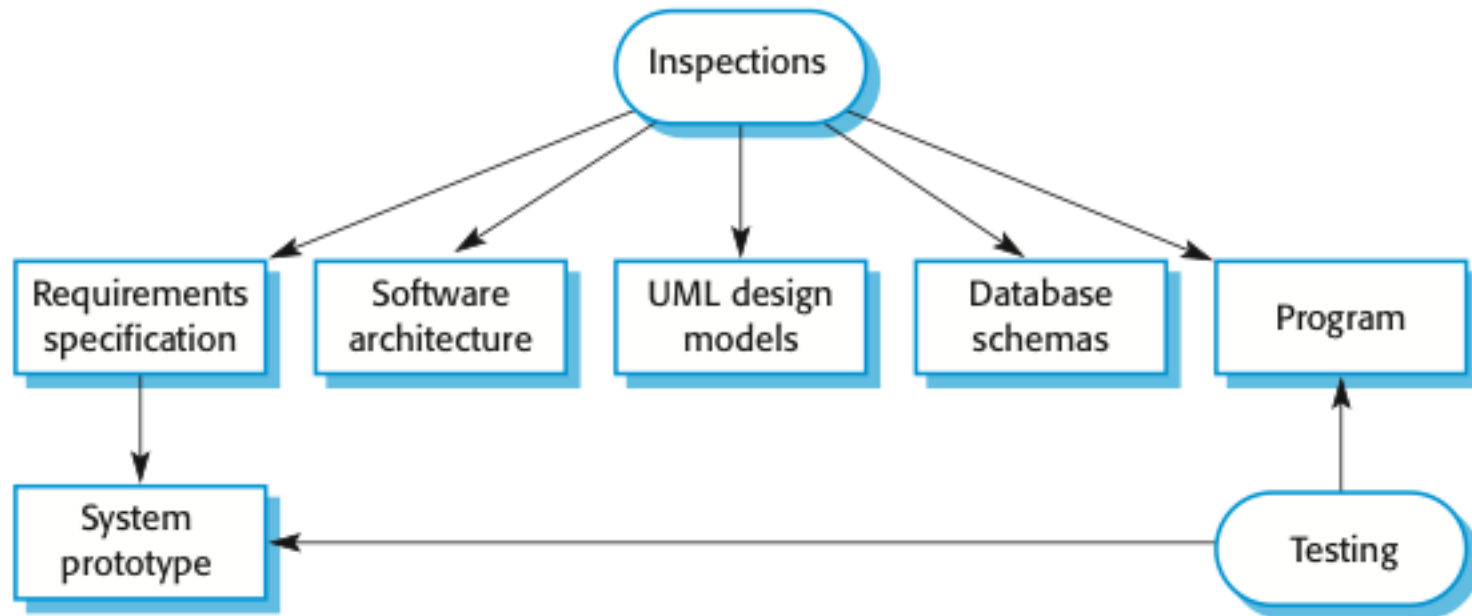 Inspections
Requirements
specification
Software
architecture
UML design
models
Database
schemas
Program
System
prototype
Testing